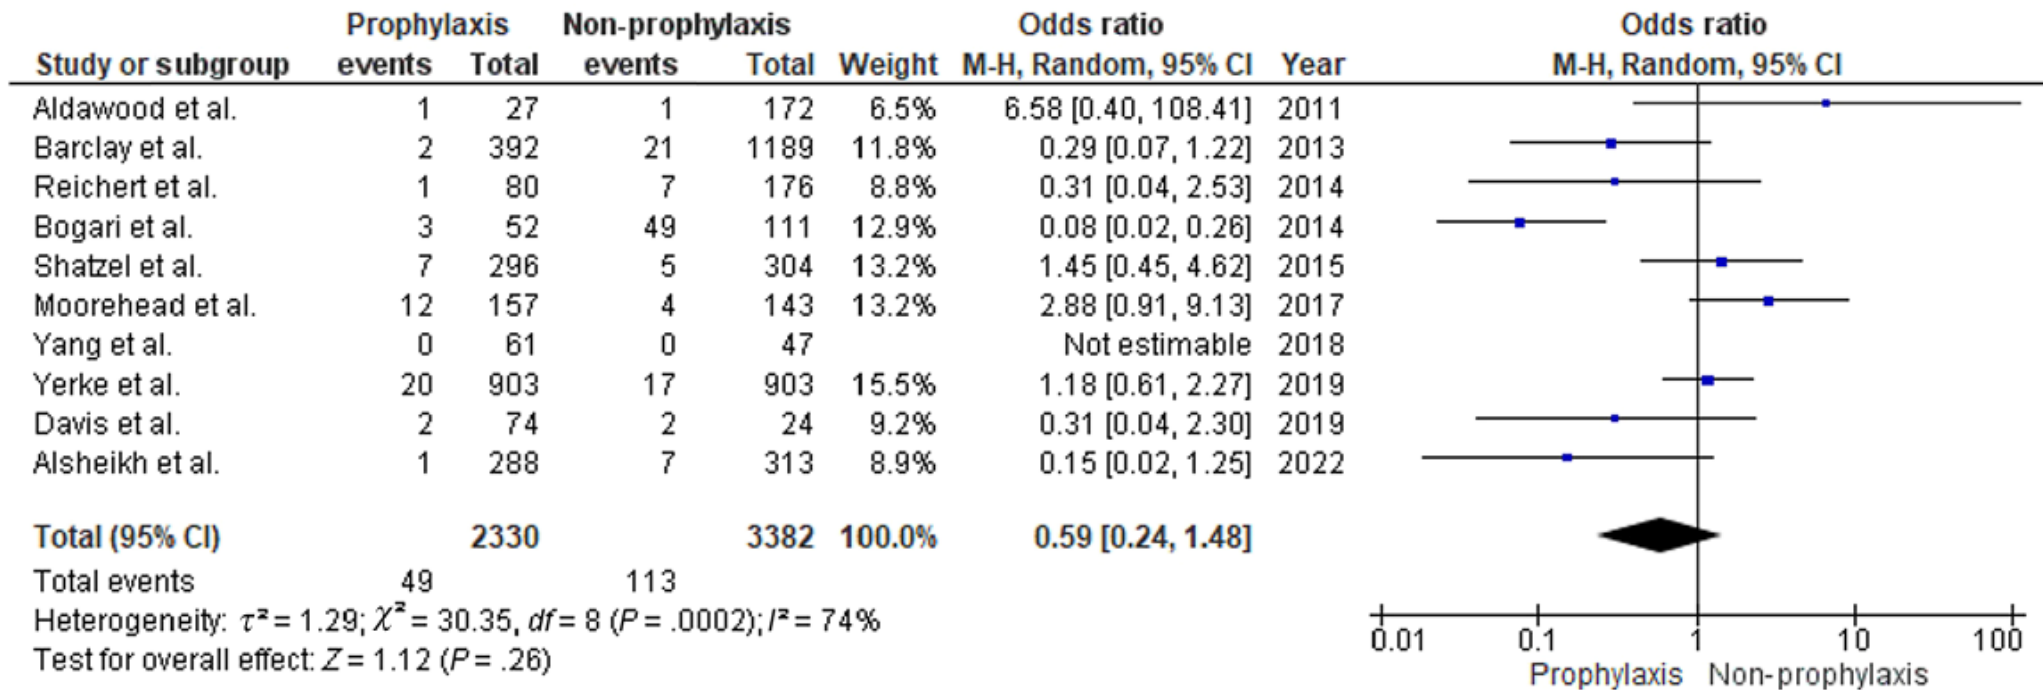 Prophylaxis Non-prophylaxis Odds ratio Odds ratio
Study or subgroup events Total events Total Weight M-H, Random, 95% CI Year M-H, Random, 95% CI
Aldawood et al. 1 27 1 172 6.5% 6.58 [0.40, 108.41] 2011
Barclay et al. 2 392 21 1189 11.8% 0.29 [0.07, 1.22] 2013
Reichert et al. 1 80 7 176 8.8% 0.31 [0.04, 2.53] 2014
Bogari et al. 3 52 49 111 12.9% 0.08 [0.02, 0.26] 2014
Shatzel et al. 7 296 5 304 13.2% 1.45 [0.45, 4.62] 2015
Moorehead et al. 12 157 4 143 13.2% 2.88 [0.91, 9.13] 2017
Yang et al. 0 61 0 47 Not estimable 2018
Yerke et al. 20 903 17 903 15.5% 1.18 [0.61, 2.27] 2019
Davis et al. 2 74 2 24 9.2% 0.31 [0.04, 2.30] 2019
Alsheikh et al. 1 288 7 313 8.9% 0.15 [0.02, 1.25] 2022
Total (95% CI) 2330 3382 100.0% 0.59 [0.24, 1.48]
Total events 49 113
Heterogeneity: τ² = 1.29; χ² = 30.35, df = 8 (P = .0002); I² = 74%
Test for overall effect: Z = 1.12 (P = .26)
0.01 0.1 1 10 100
Prophylaxis Non-prophylaxis